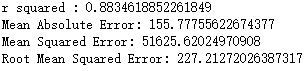 r squared : 0.8834618852261849
Mean Absolute Error: 155.77755622674377
Mean Squared Error: 51625.62024970908
Root Mean Squared Error: 227.21272026387317